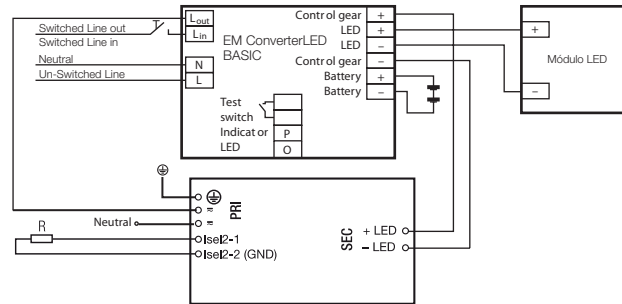 Switched Line out
Switched Line in
Neutral
Un-Switched Line
Lout
Lin
N
L
EM ConverterLED
BASIC
Test
switch
Indicat or
LED
P
O
Control gear +
LED +
LED –
Control gear –
Battery +
Battery –
+
–
Módulo LED
R
Neutral
PRI
=
=
Isel2-1
Isel2-2 (GND)
SEC
+ LED
– LED